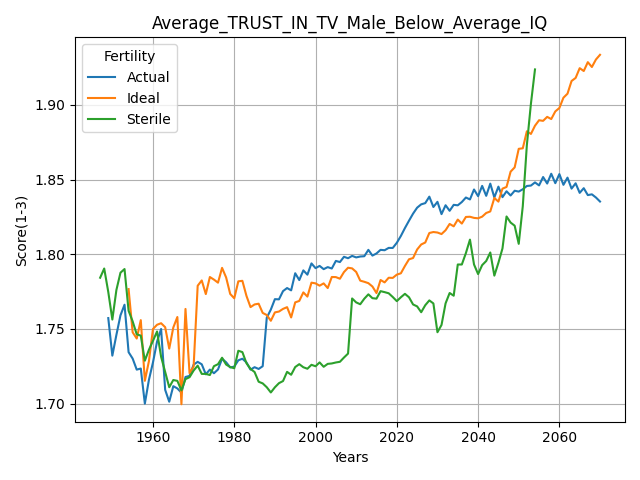 Average_TRUST_IN_TV_Male_Below_Average_IQ
Fertility
Actual
Ideal
Sterile
Score(1-3)
1.90
1.85
1.80
1.75
1.70
1960 1980 2000 2020 2040 2060
Years